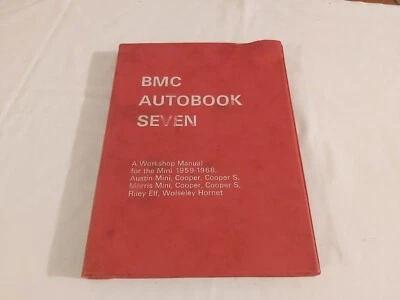 BMC
AUTOBOOK
SEVEN
A Workshop Manual
for the Mini 1959-1968,
Austin Mini, Cooper, Cooper S,
Morris Mini, Cooper, Cooper S,
Riley Elf, Wolseley Hornet